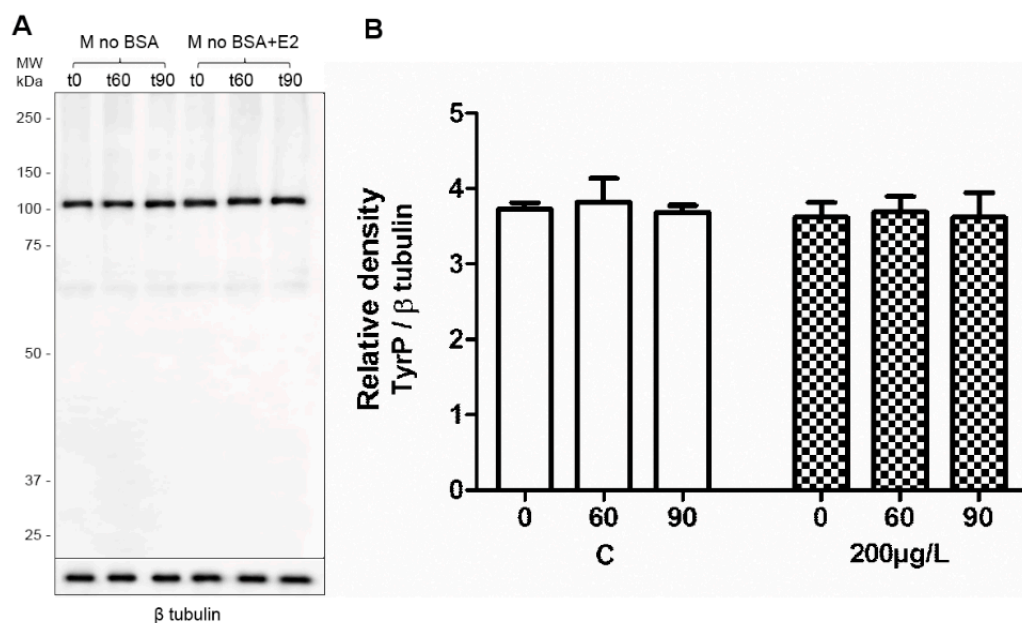 A
M no BSA M no BSA+E2
MW
kDa
t0 t60 t90 t0 t60 t90
250 -
150 -
100 -
75 -
50 -
37 -
25 -
β tubulin
B
Relative density
TyrP / β tubulin
5
4
3
2
1
0
0 60 90 0 60 90
C 200µg/L